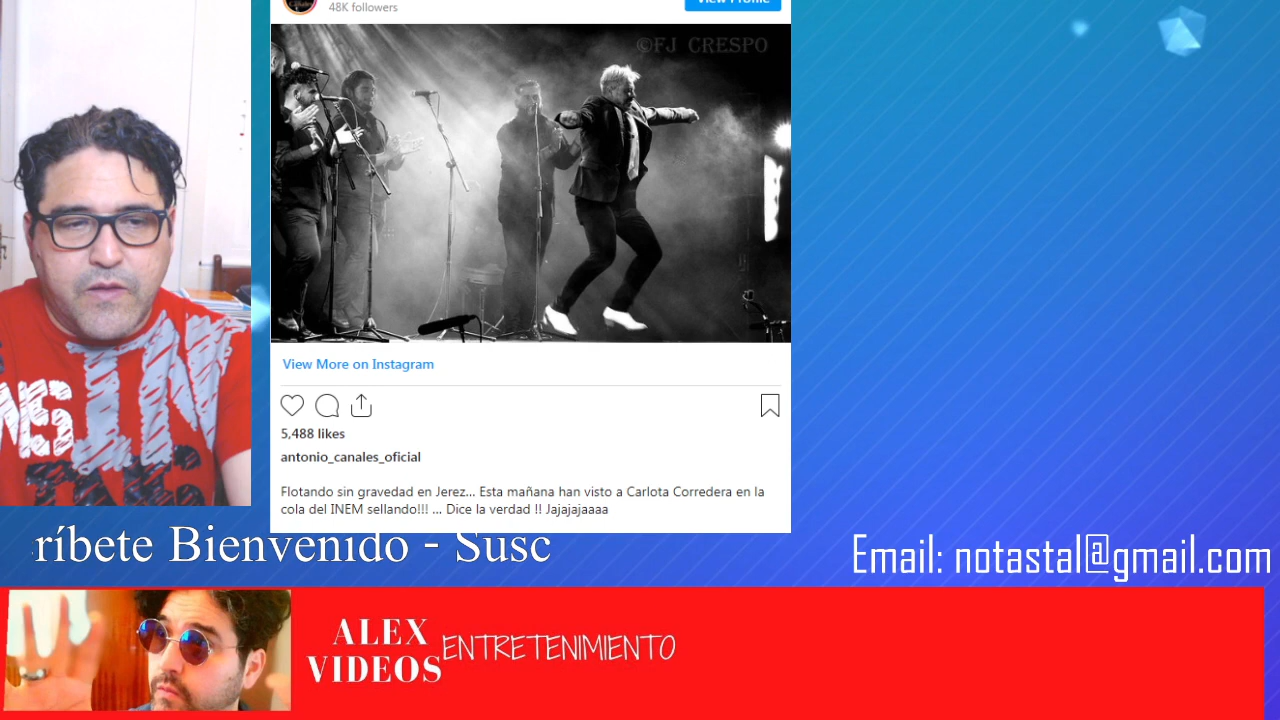 48K followers
View Profile
©FJ CRESPO
View More on Instagram
5,488 likes
antonio_canales_oficial
Flotando sin gravedad en Jerez... Esta mañana han visto a Carlota Corredera en la
cola del INEM sellando!!! ... Dice la verdad !! Jajajajaaaa
ríbete Bienvenido - Susc
Email: notastal@gmail.com
ALEX
VIDEOS
ENTRETENIMIENTO